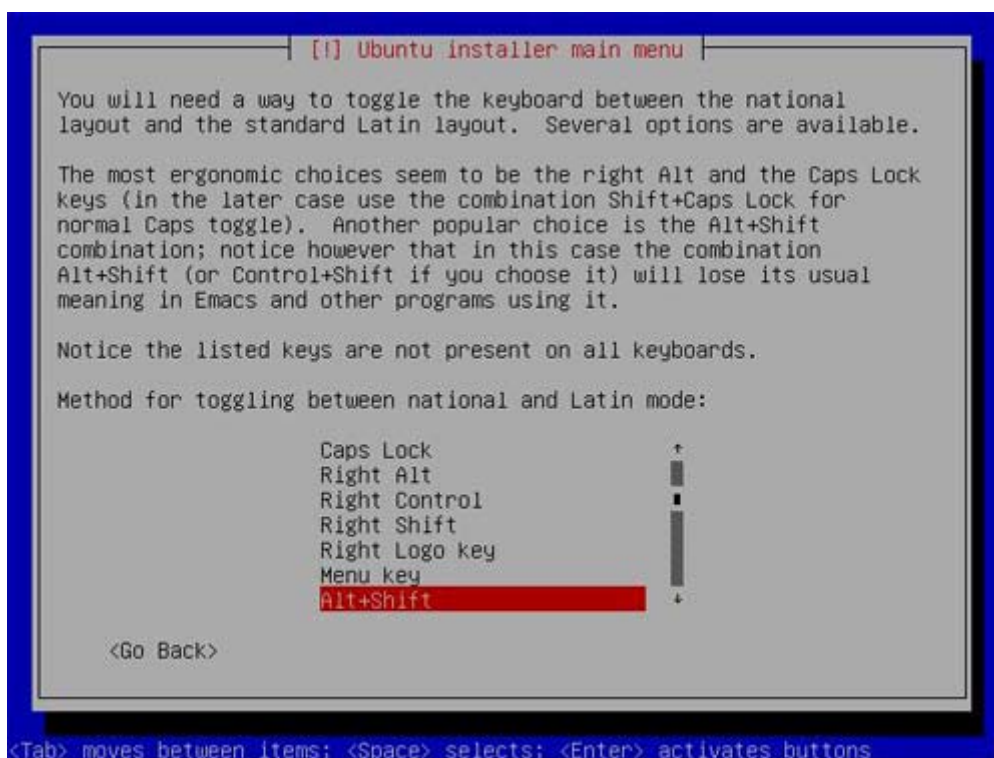 [!] Ubuntu installer main menu
You will need a way to toggle the keyboard between the national
layout and the standard Latin layout.  Several options are available.
The most ergonomic choices seem to be the right Alt and the Caps Lock
keys (in the later case use the combination Shift+Caps Lock for
normal Caps toggle).  Another popular choice is the Alt+Shift
combination; notice however that in this case the combination
Alt+Shift (or Control+Shift if you choose it) will lose its usual
meaning in Emacs and other programs using it.
Notice the listed keys are not present on all keyboards.
Method for toggling between national and Latin mode:
Caps Lock
Right Alt
Right Control
Right Shift
Right Logo key
Menu key
Alt+Shift
<Go Back>
<Tab> moves between items; <Space> selects; <Enter> activates buttons